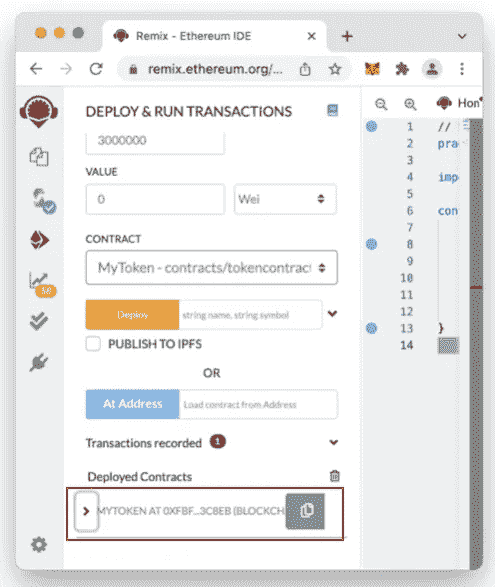 Remix - Ethereum IDE
remix.ethereum.org/...
DEPLOY & RUN TRANSACTIONS
3000000
VALUE
0
Wei
CONTRACT
MyToken - contracts/tokencontract
Deploy
string name, string symbol
PUBLISH TO IPFS
OR
At Address
Load contract from Address
Transactions recorded 1
Deployed Contracts
MYTOKEN AT 0XFBF...3C8EB (BLOCKCH
Hon
1 //
2 pra
3
4 imp
5
6 con
7
8
9
10
11
12
13 }
14